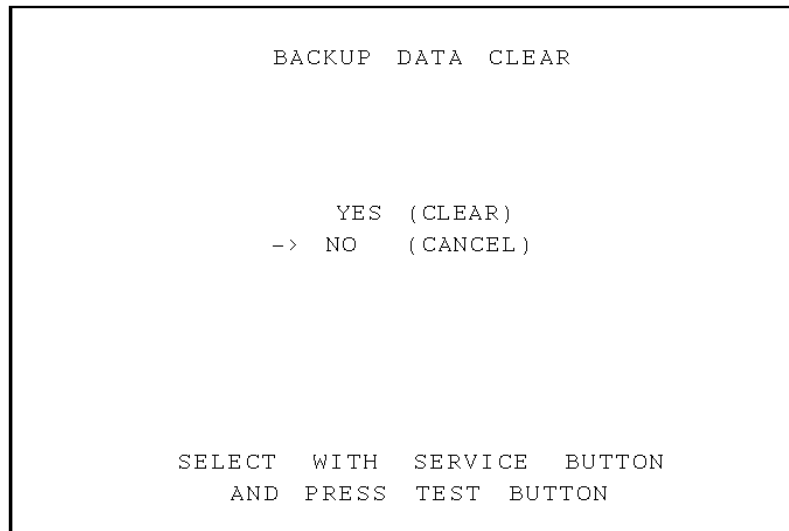 BACKUP DATA CLEAR
YES (CLEAR)
-> NO (CANCEL)
SELECT WITH SERVICE BUTTON
AND PRESS TEST BUTTON